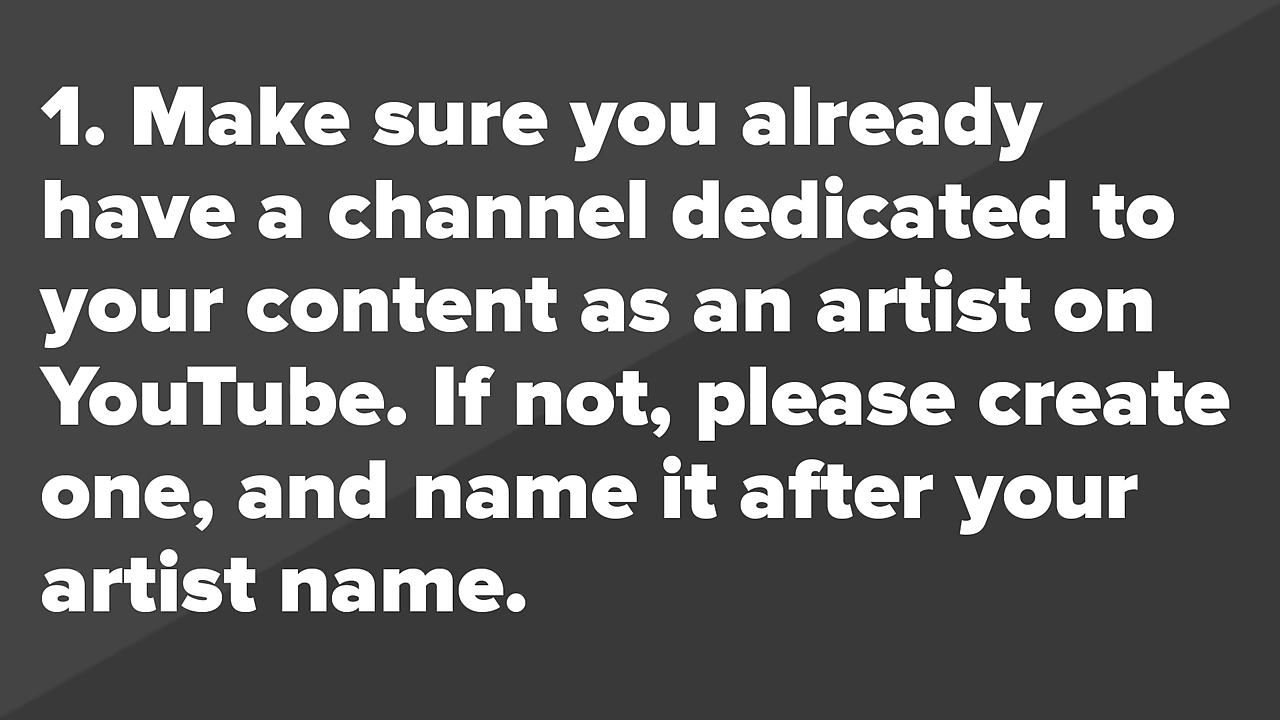 1. Make sure you already
have a channel dedicated to
your content as an artist on
YouTube. If not, please create
one, and name it after your
artist name.